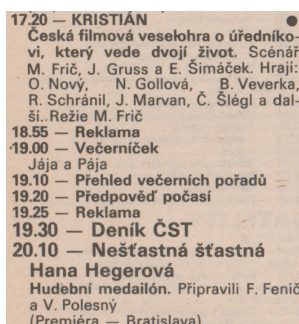 17.20 — KRISTIÁN ●
Česká filmová veselohra o úředníko-
vi, který vede dvojí život. Scénář
M. Frič, J. Gruss a E. Šimáček. Hrají:
O. Nový, N. Gollová, B. Veverka,
R. Schránil, J. Marvan, Č. Šlégl a dal-
ší. Režie M. Frič
18.55 — Reklama
19.00 — Večerníček
Jája a Pája
19.10 — Přehled večerních pořadů
19.20 — Předpověď počasí
19.25 — Reklama
19.30 — Deník ČST
20.10 — Nešťastná šťastná
Hana Hegerová
Hudební medailón. Připravili F. Fenič
a V. Polesný
(Premiéra — Bratislava)